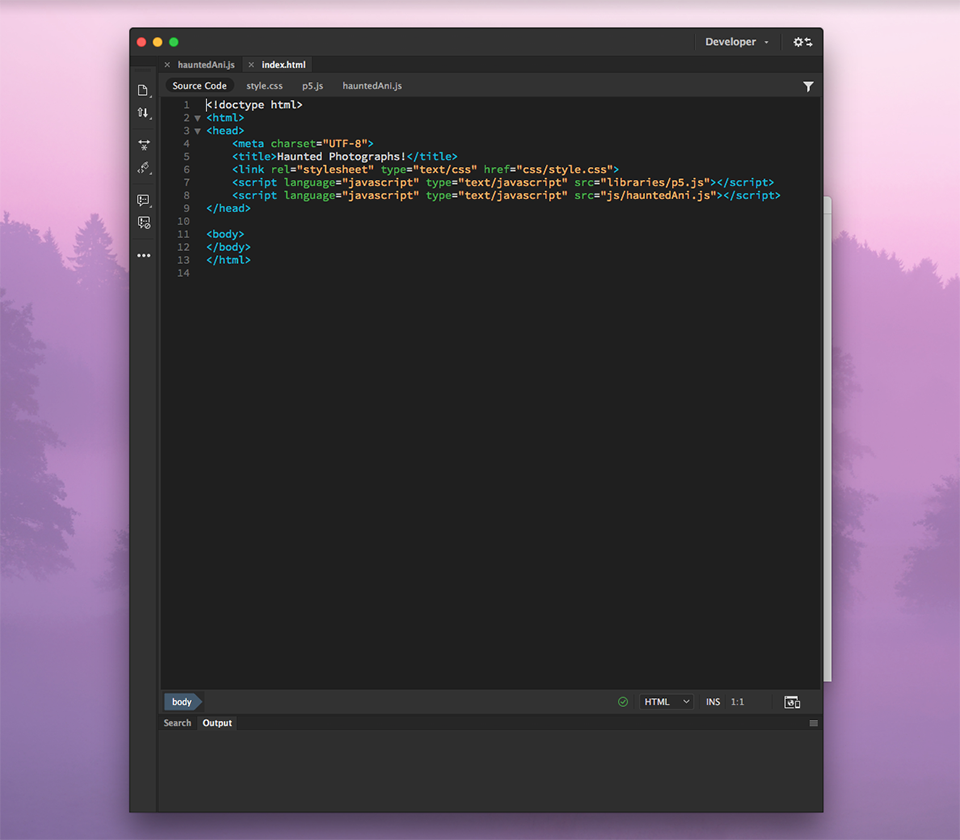 Developer
hauntedAni.js index.html
Source Code style.css p5.js hauntedAni.js
1 <!doctype html>
2 <html>
3 <head>
4 <meta charset="UTF-8">
5 <title>Haunted Photographs!</title>
6 <link rel="stylesheet" type="text/css" href="css/style.css">
7 <script language="javascript" type="text/javascript" src="libraries/p5.js"></script>
8 <script language="javascript" type="text/javascript" src="js/hauntedAni.js"></script>
9 </head>
10
11 <body>
12 </body>
13 </html>
14
body HTML INS 1:1
Search Output